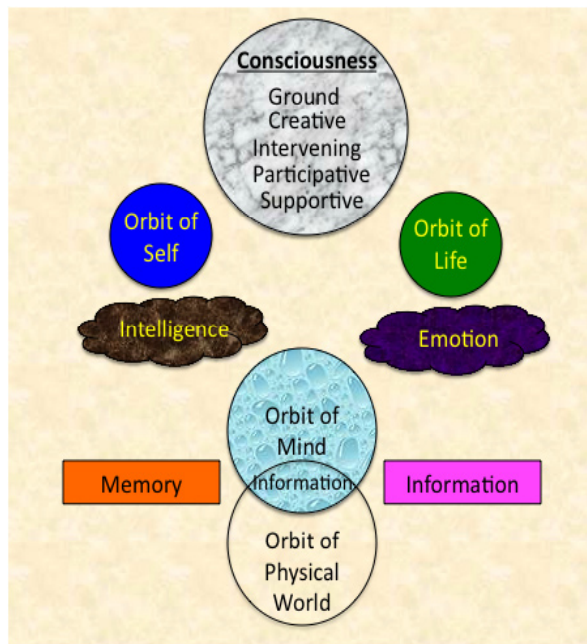 Consciousness
Ground
Creative
Intervening
Participative
Supportive
Orbit of
Self
Orbit of
Life
Intelligence
Emotion
Orbit of
Mind
Memory
Information
Information
Orbit of
Physical
World